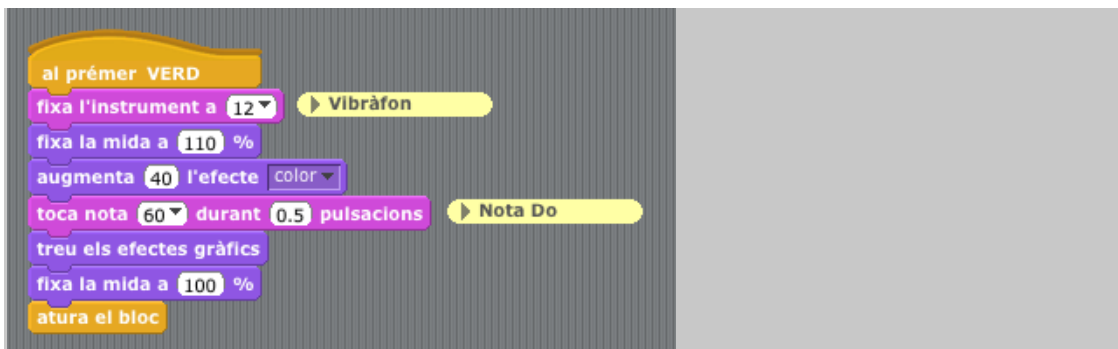 al prémer VERD
fixa l'instrument a 12 Vibràfon
fixa la mida a 110 %
augmenta 40 l'efecte color
toca nota 60 durant 0.5 pulsacions Nota Do
treu els efectes gràfics
fixa la mida a 100 %
atura el bloc